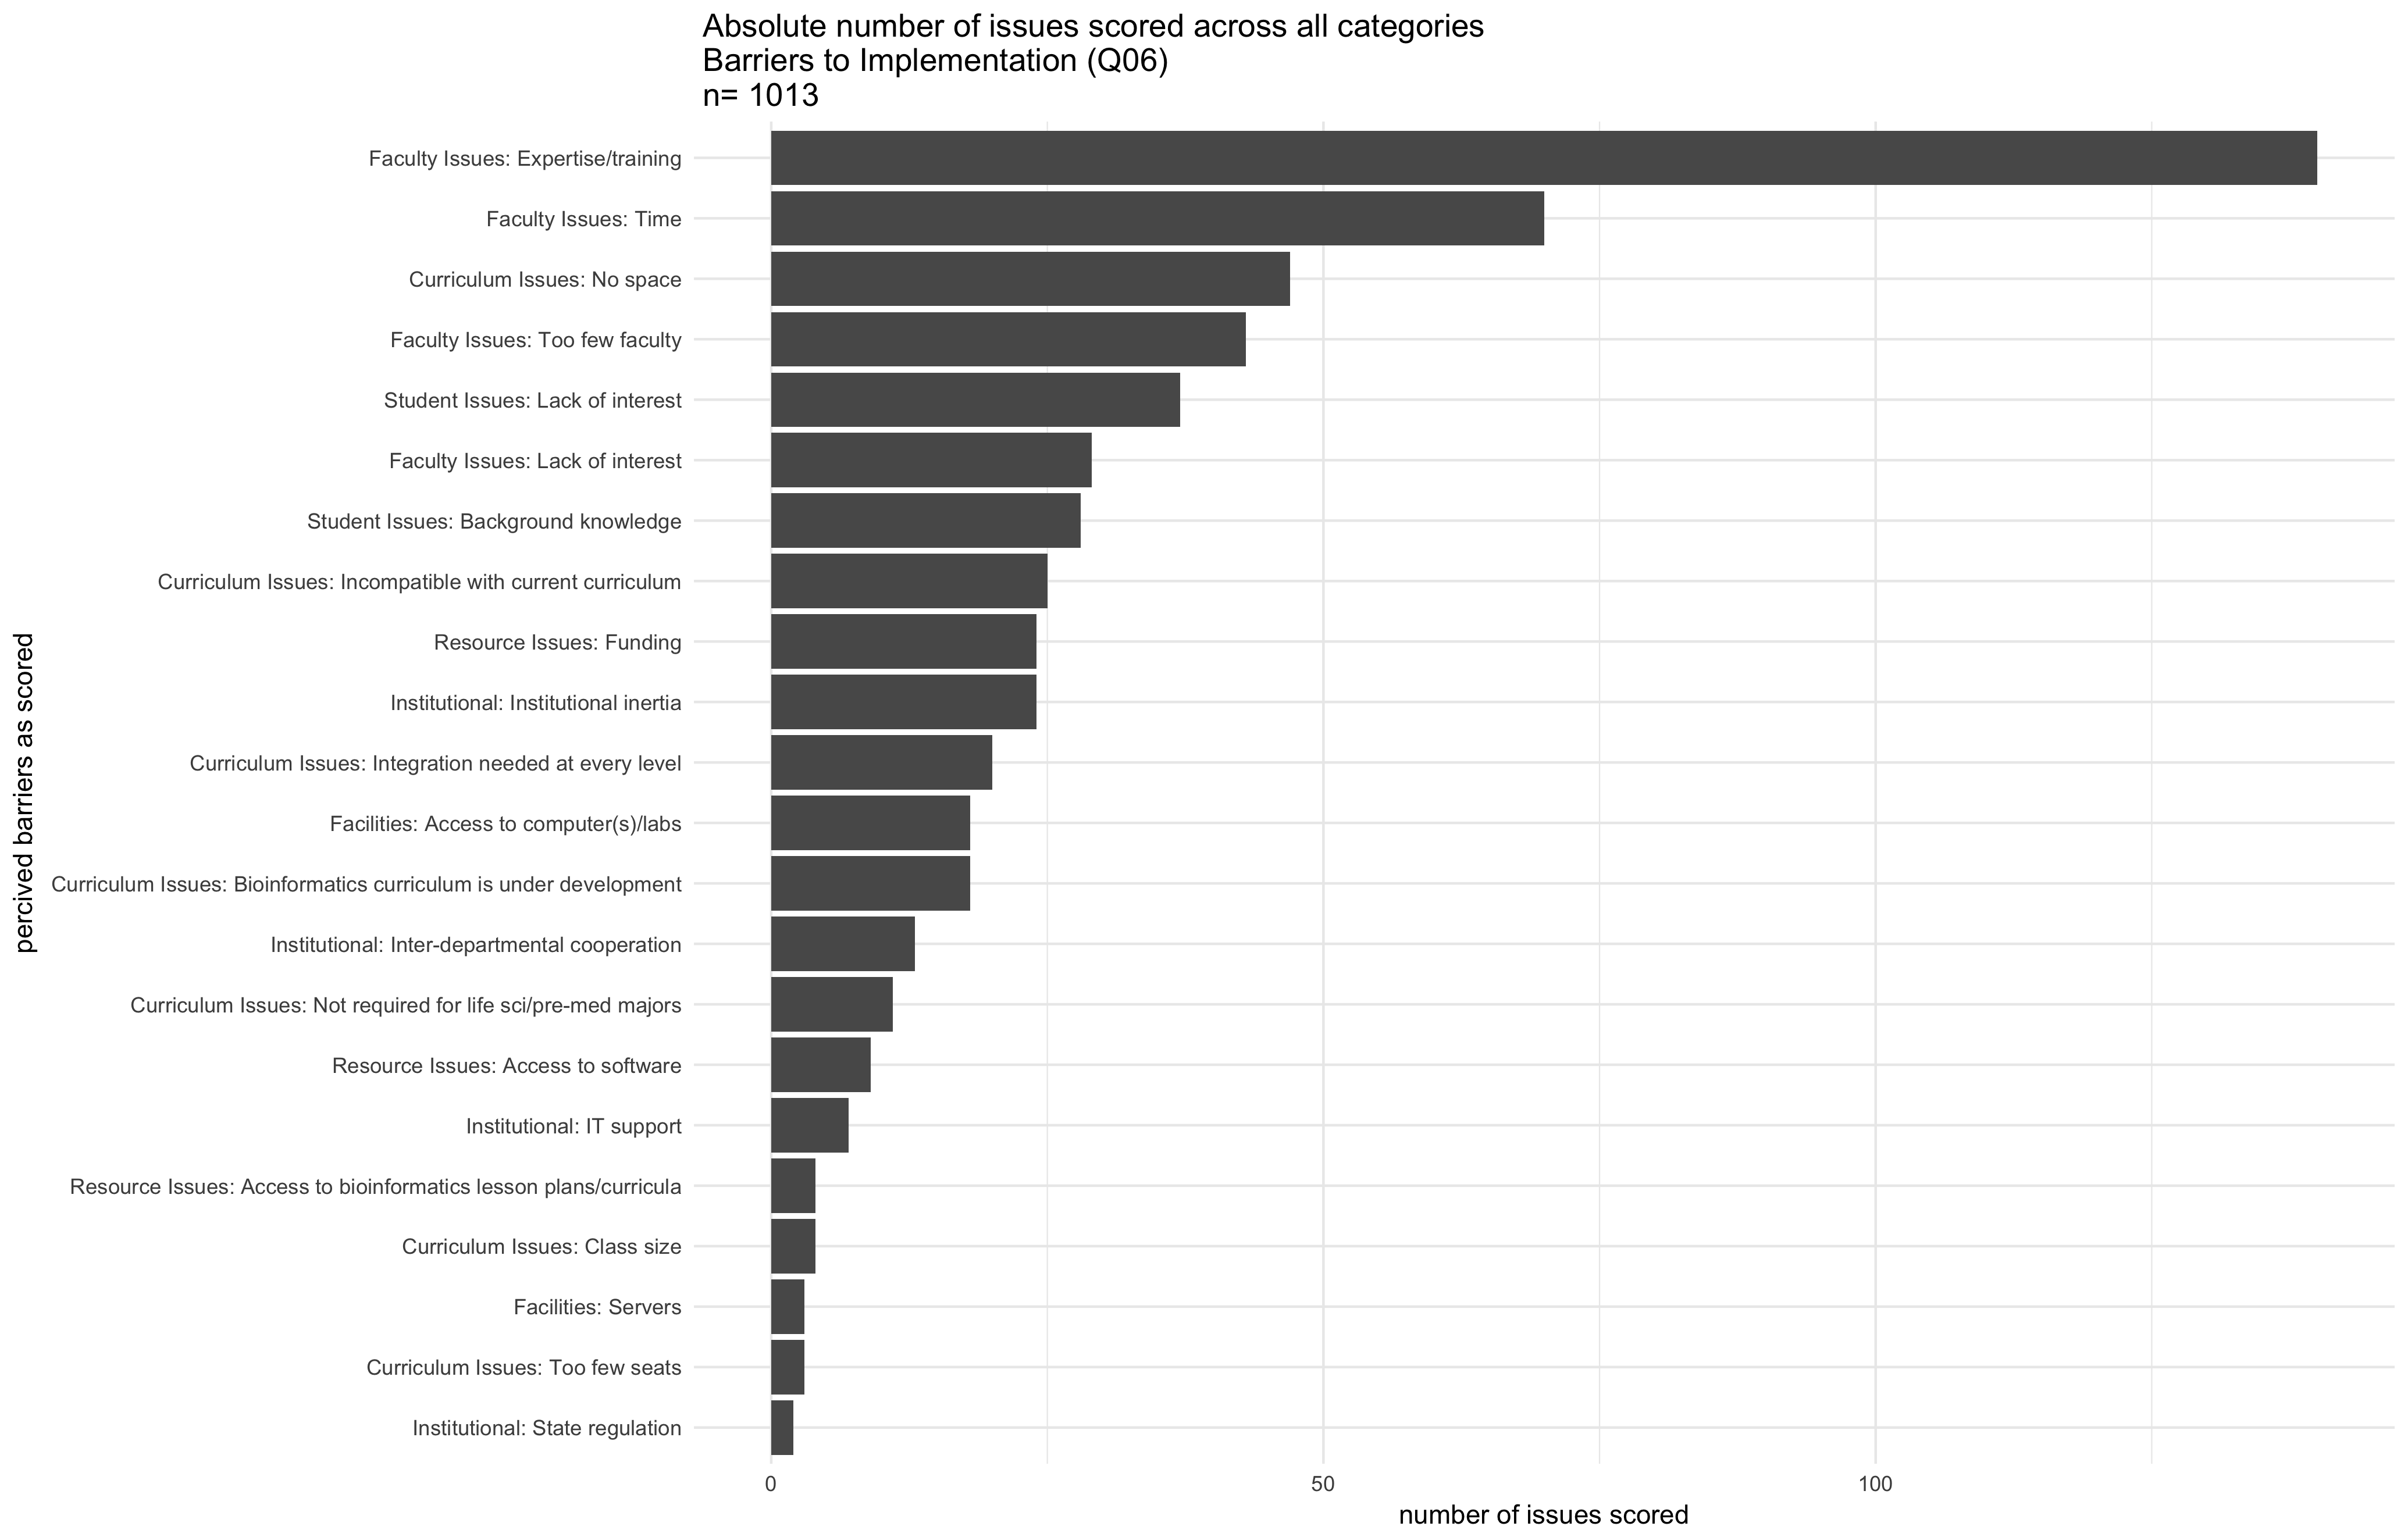 Absolute number of issues scored across all categories
Barriers to Implementation (Q06)
n= 1013
percived barriers as scored
Faculty Issues: Expertise/training
Faculty Issues: Time
Curriculum Issues: No space
Faculty Issues: Too few faculty
Student Issues: Lack of interest
Faculty Issues: Lack of interest
Student Issues: Background knowledge
Curriculum Issues: Incompatible with current curriculum
Resource Issues: Funding
Institutional: Institutional inertia
Curriculum Issues: Integration needed at every level
Facilities: Access to computer(s)/labs
Curriculum Issues: Bioinformatics curriculum is under development
Institutional: Inter-departmental cooperation
Curriculum Issues: Not required for life sci/pre-med majors
Resource Issues: Access to software
Institutional: IT support
Resource Issues: Access to bioinformatics lesson plans/curricula
Curriculum Issues: Class size
Facilities: Servers
Curriculum Issues: Too few seats
Institutional: State regulation
0 50 100
number of issues scored